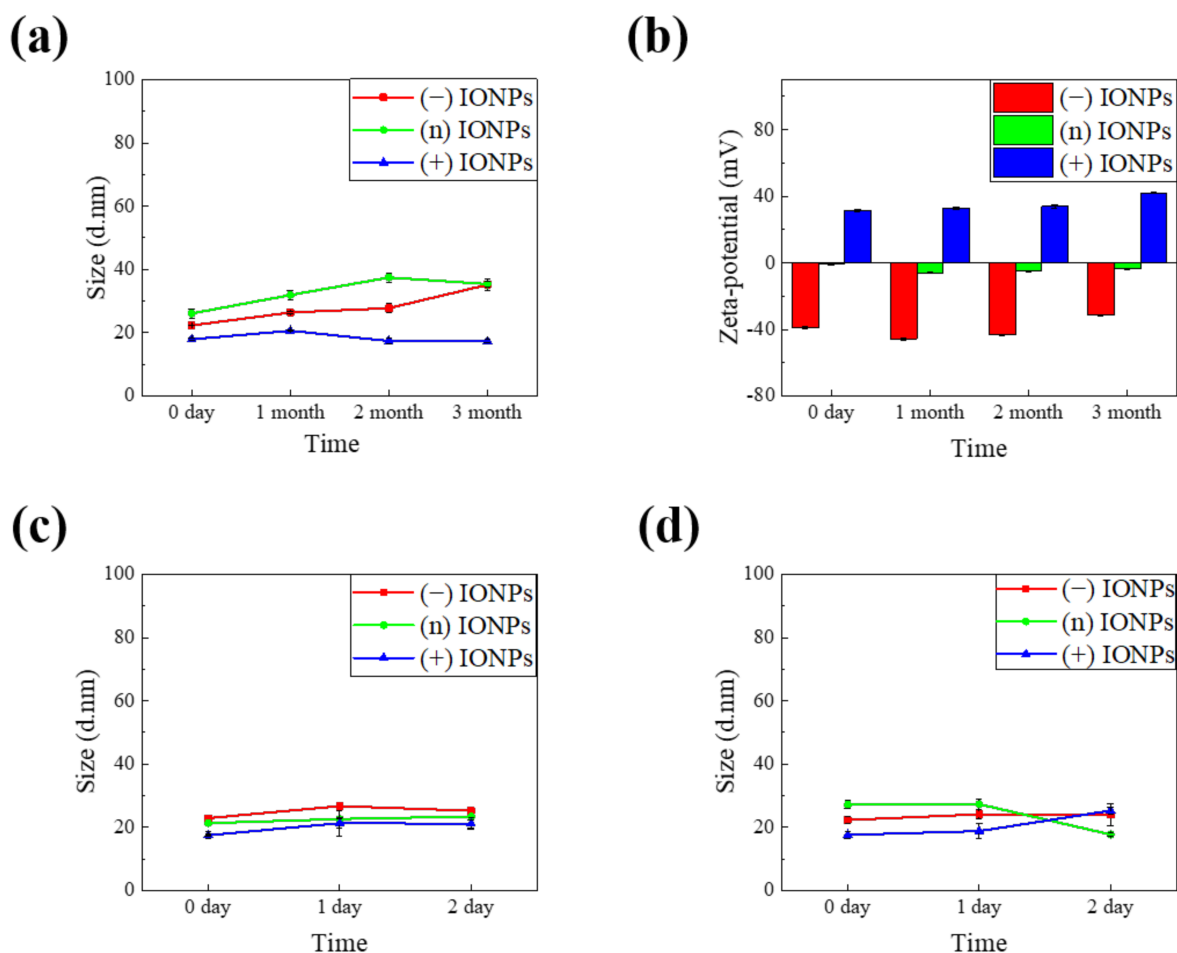 (a)
100
80
60
40
20
0
Size (d.nm)
(−) IONPs
(n) IONPs
(+) IONPs
0 day 1 month 2 month 3 month
Time
(b)
80
40
0
-40
-80
Zeta-potential (mV)
(−) IONPs
(n) IONPs
(+) IONPs
0 day 1 month 2 month 3 month
Time
(c)
100
80
60
40
20
0
Size (d.nm)
(−) IONPs
(n) IONPs
(+) IONPs
0 day 1 day 2 day
Time
(d)
100
80
60
40
20
0
Size (d.nm)
(−) IONPs
(n) IONPs
(+) IONPs
0 day 1 day 2 day
Time